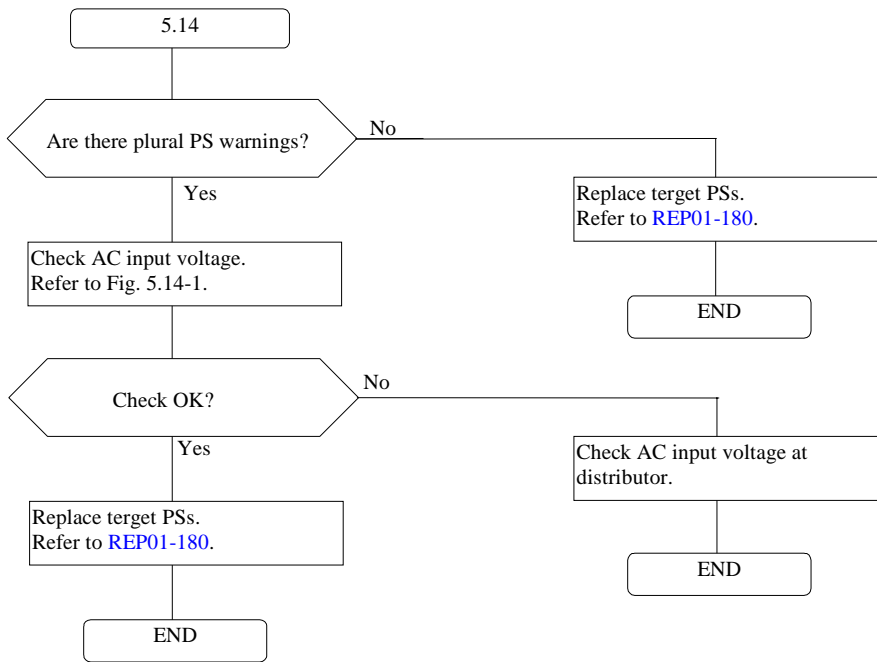 5.14
Are there plural PS warnings?
No
Yes
Replace terget PSs.
Refer to REP01-180.
Check AC input voltage.
Refer to Fig. 5.14-1.
END
Check OK?
No
Yes
Check AC input voltage at
distributor.
Replace terget PSs.
Refer to REP01-180.
END
END